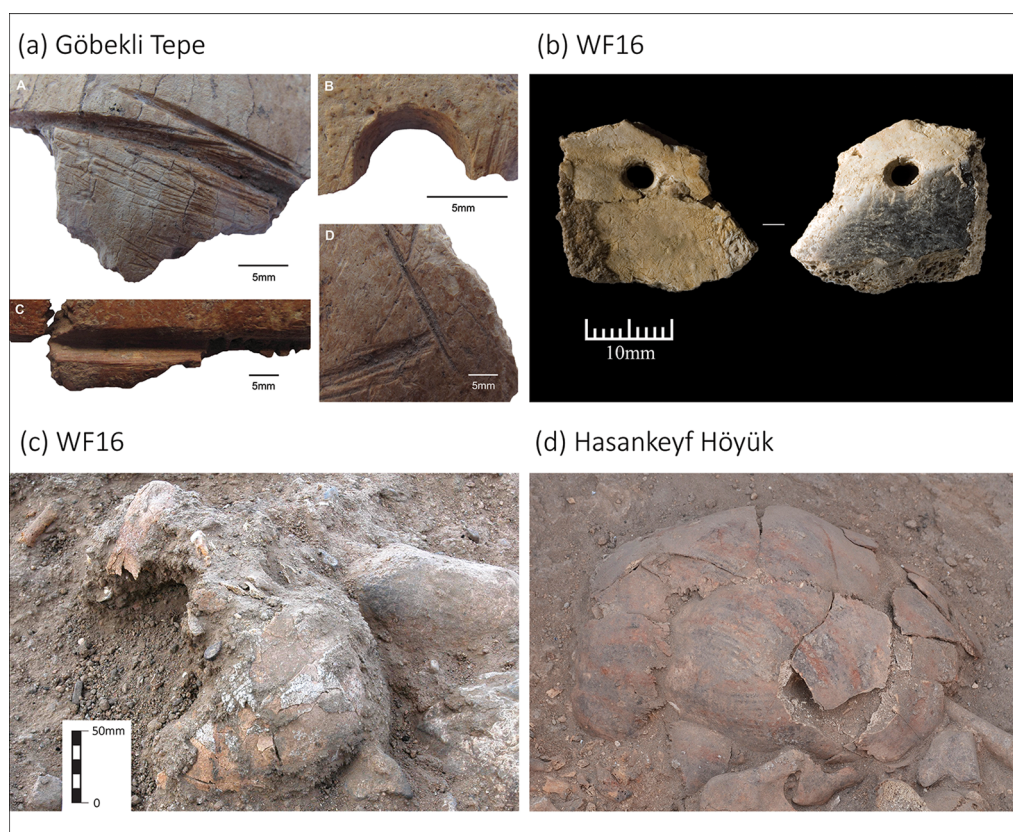 (a) Göbekli Tepe
(b) WF16
A
5mm
B
5mm
C
5mm
D
5mm
10mm
(c) WF16
(d) Hasankeyf Höyük
50mm
0